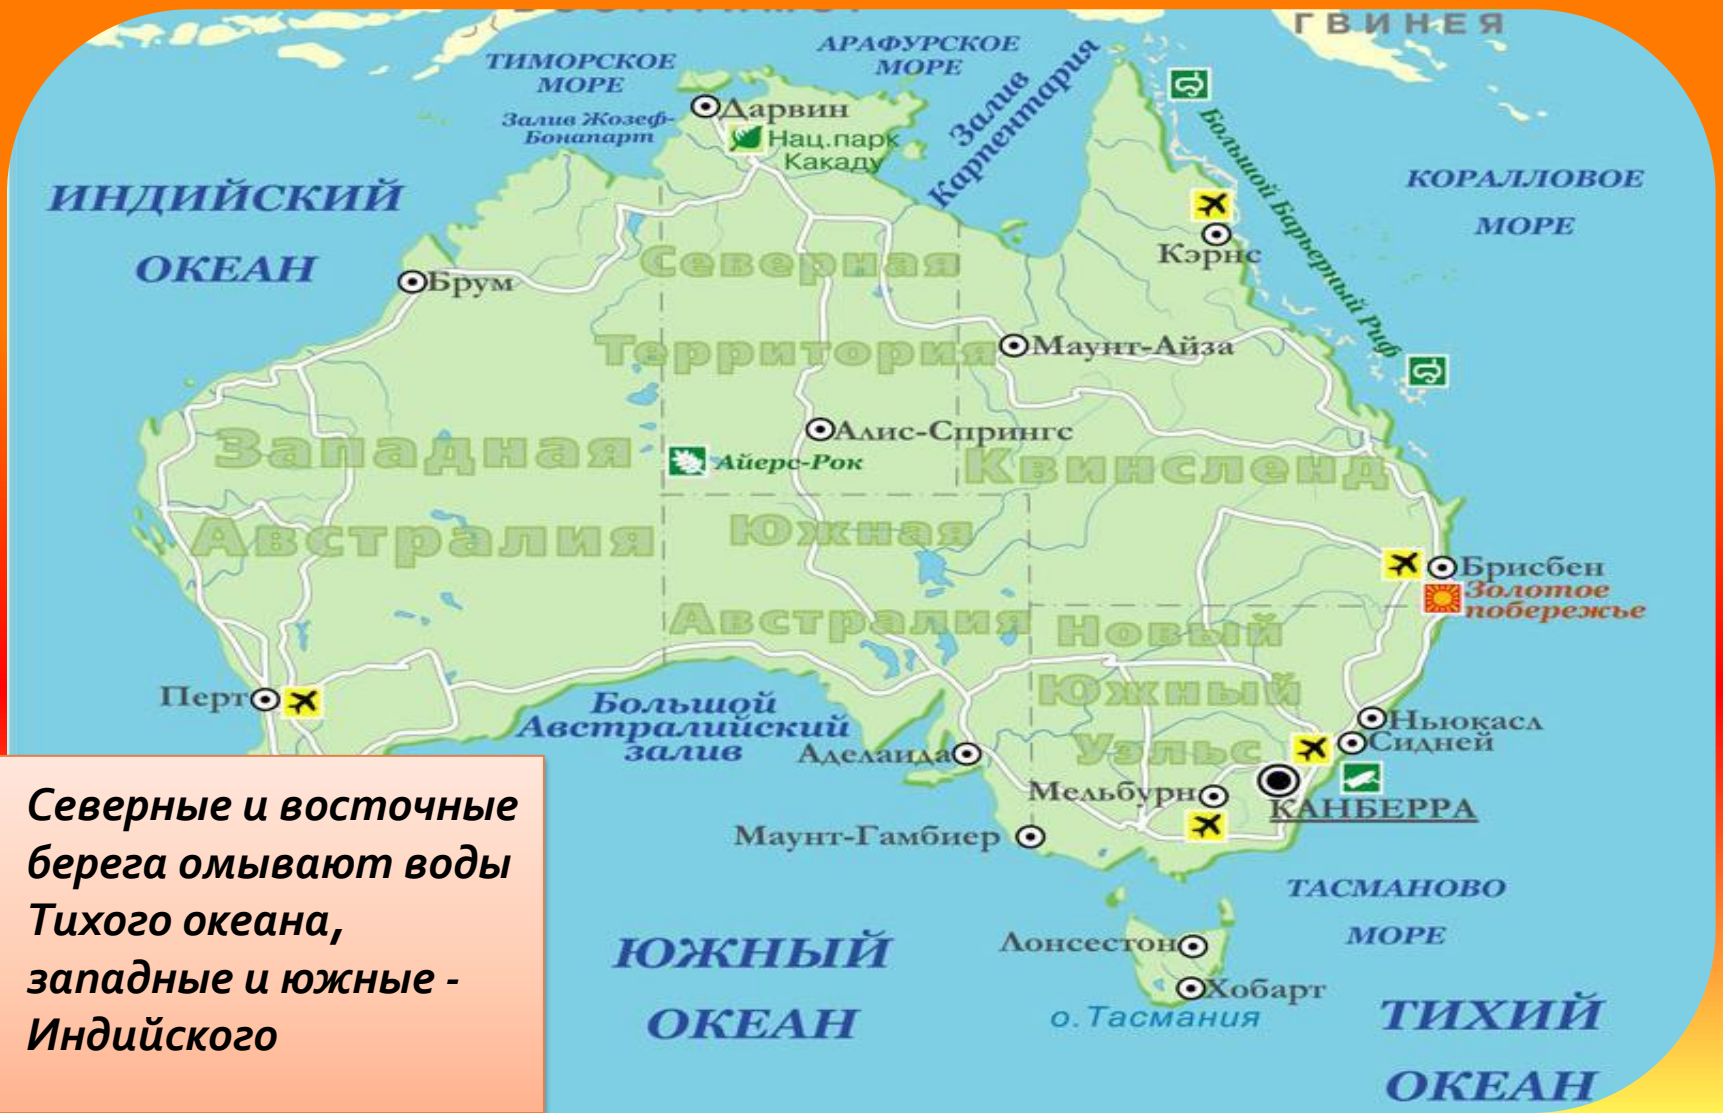 ГВИНЕЯ
ТИМОРСКОЕ
МОРЕ
АРАФУРСКОЕ
МОРЕ
Залив Жозеф-
Бонапарт
Залив
Карпентария
Дарвин
Нац.парк
Какаду
ИНДИЙСКИЙ
ОКЕАН
КОРАЛЛОВОЕ
МОРЕ
Большой Барьерный Риф
Кэрнс
Брум
Северная
Территория
Маунт-Айза
Алис-Спрингс
Айерс-Рок
Западная
Австралия
Квинсленд
Южная
Австралия
Брисбен
Золотое
побережье
Новый
Южный
Уэльс
Перт
Большой
Австралийский
залив
Аделаида
Ньюкасл
Сидней
Мельбурн
КАНБЕРРА
Маунт-Гамбиер
ТАСМАНОВО
МОРЕ
Лонсестон
Хобарт
о.Тасмания
ЮЖНЫЙ
ОКЕАН
ТИХИЙ
ОКЕАН
Северные и восточные
берега омывают воды
Тихого океана,
западные и южные -
Индийского